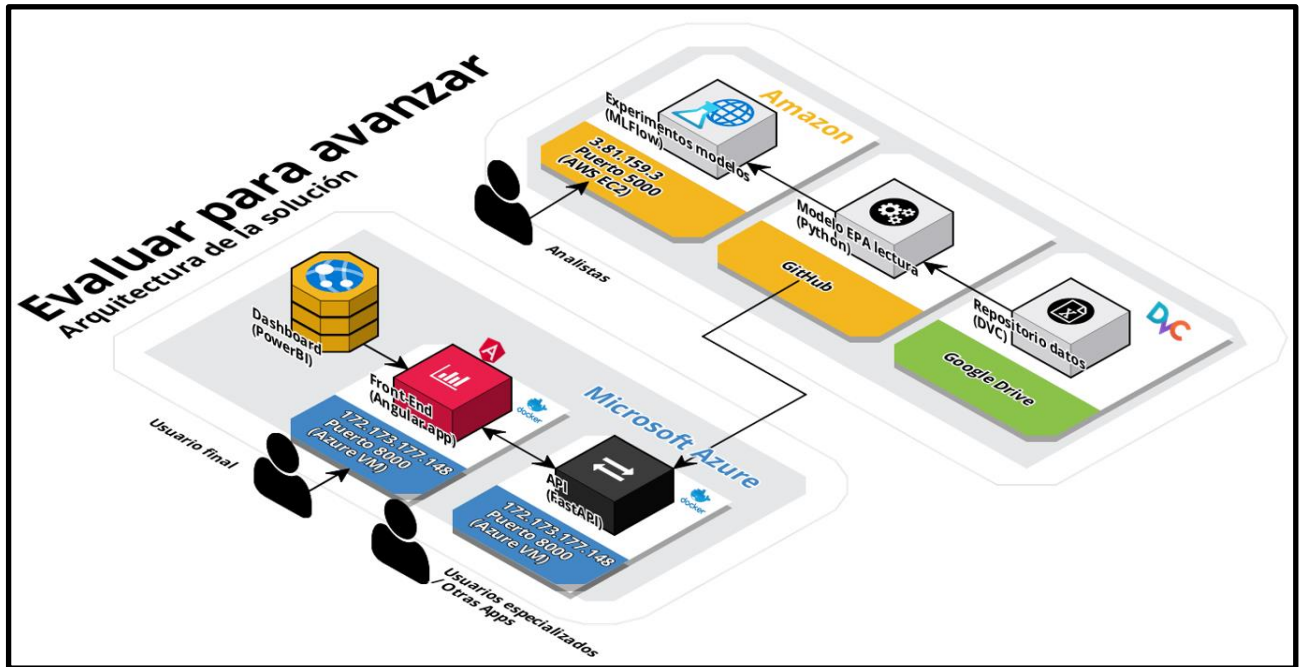 Evaluar para avanzar
Arquitectura de la solución
Amazon
Experimentos modelos
(MLFlow)
3.81.159.3
Puerto 5000
(AWS EC2)
Analistas
Modelo EPA lectura
(Python)
GitHub
Repositorio datos
(DVC)
DVC
Google Drive
Dashboard
(PowerBI)
A
Front-End
(Angular app)
docker
172.173.177.148
Puerto 8000
(Azure VM)
Usuario final
Microsoft Azure
API
(FastAPI)
docker
172.173.177.148
Puerto 8000
(Azure VM)
Usuarios especializados
/ Otras Apps